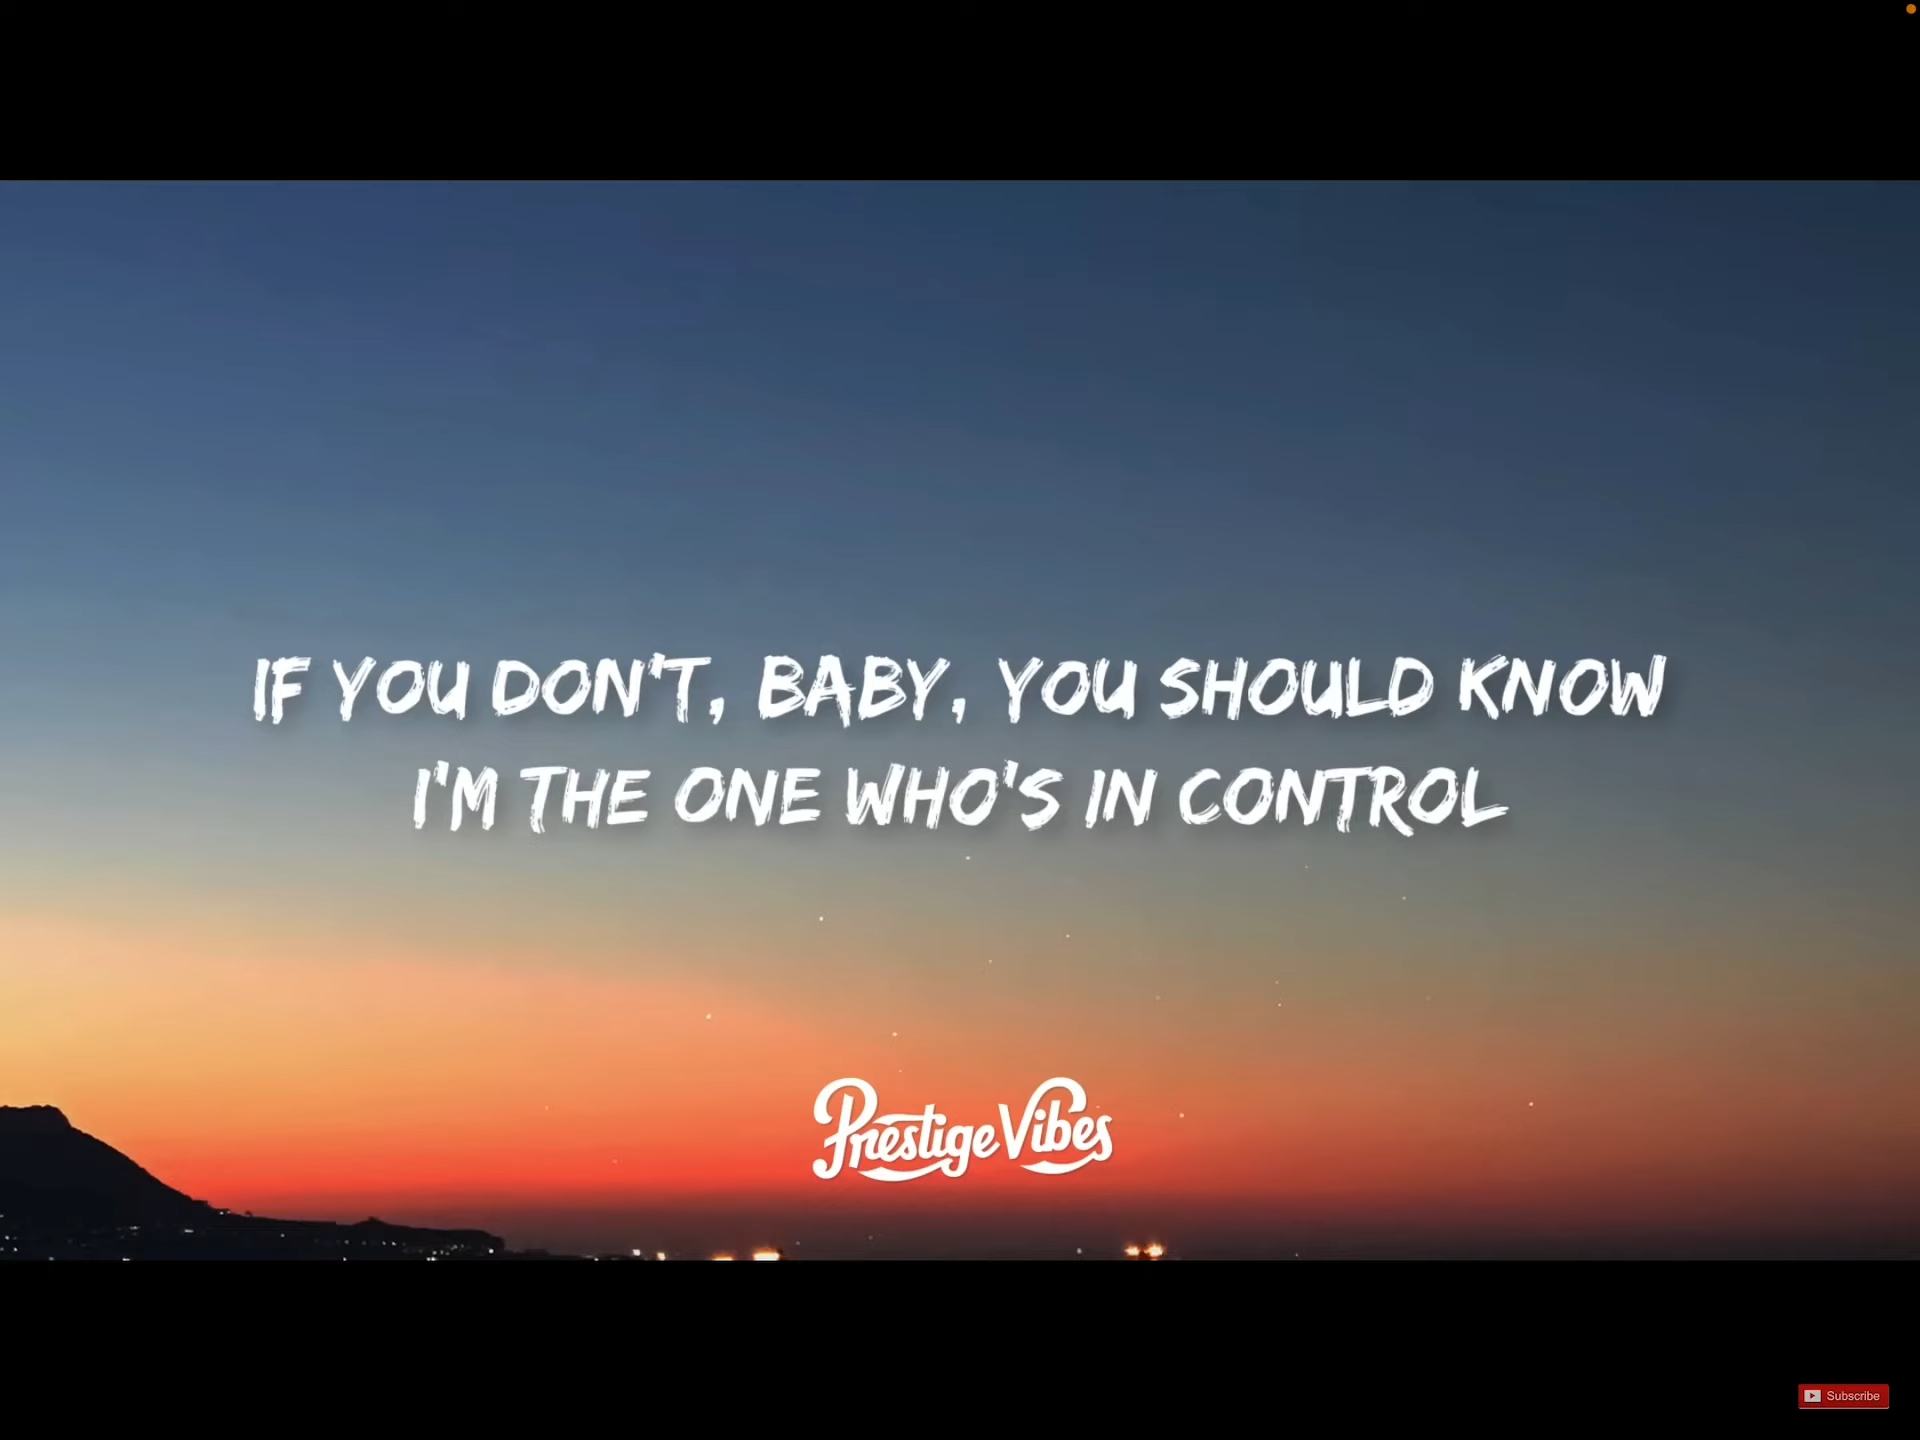 IF YOU DON'T, BABY, YOU SHOULD KNOW
I'M THE ONE WHO'S IN CONTROL
Prestige Vibes
Subscribe